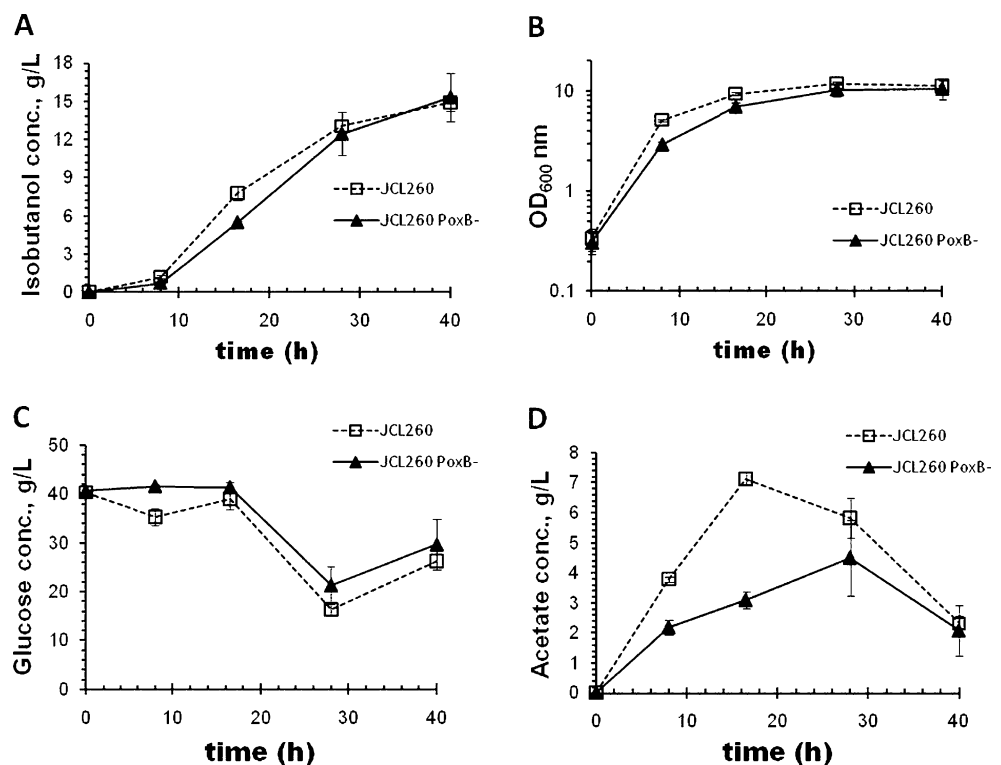 A
Isobutanol conc., g/L
18
15
12
9
6
3
0
0 10 20 30 40
time (h)
JCL260
JCL260 PoxB-
B
OD600 nm
10
1
0.1
0 10 20 30 40
time (h)
JCL260
JCL260 PoxB-
C
Glucose conc., g/L
50
40
30
20
10
0
0 10 20 30 40
time (h)
JCL260
JCL260 PoxB-
D
Acetate conc., g/L
8
7
6
5
4
3
2
1
0
0 10 20 30 40
time (h)
JCL260
JCL260 PoxB-